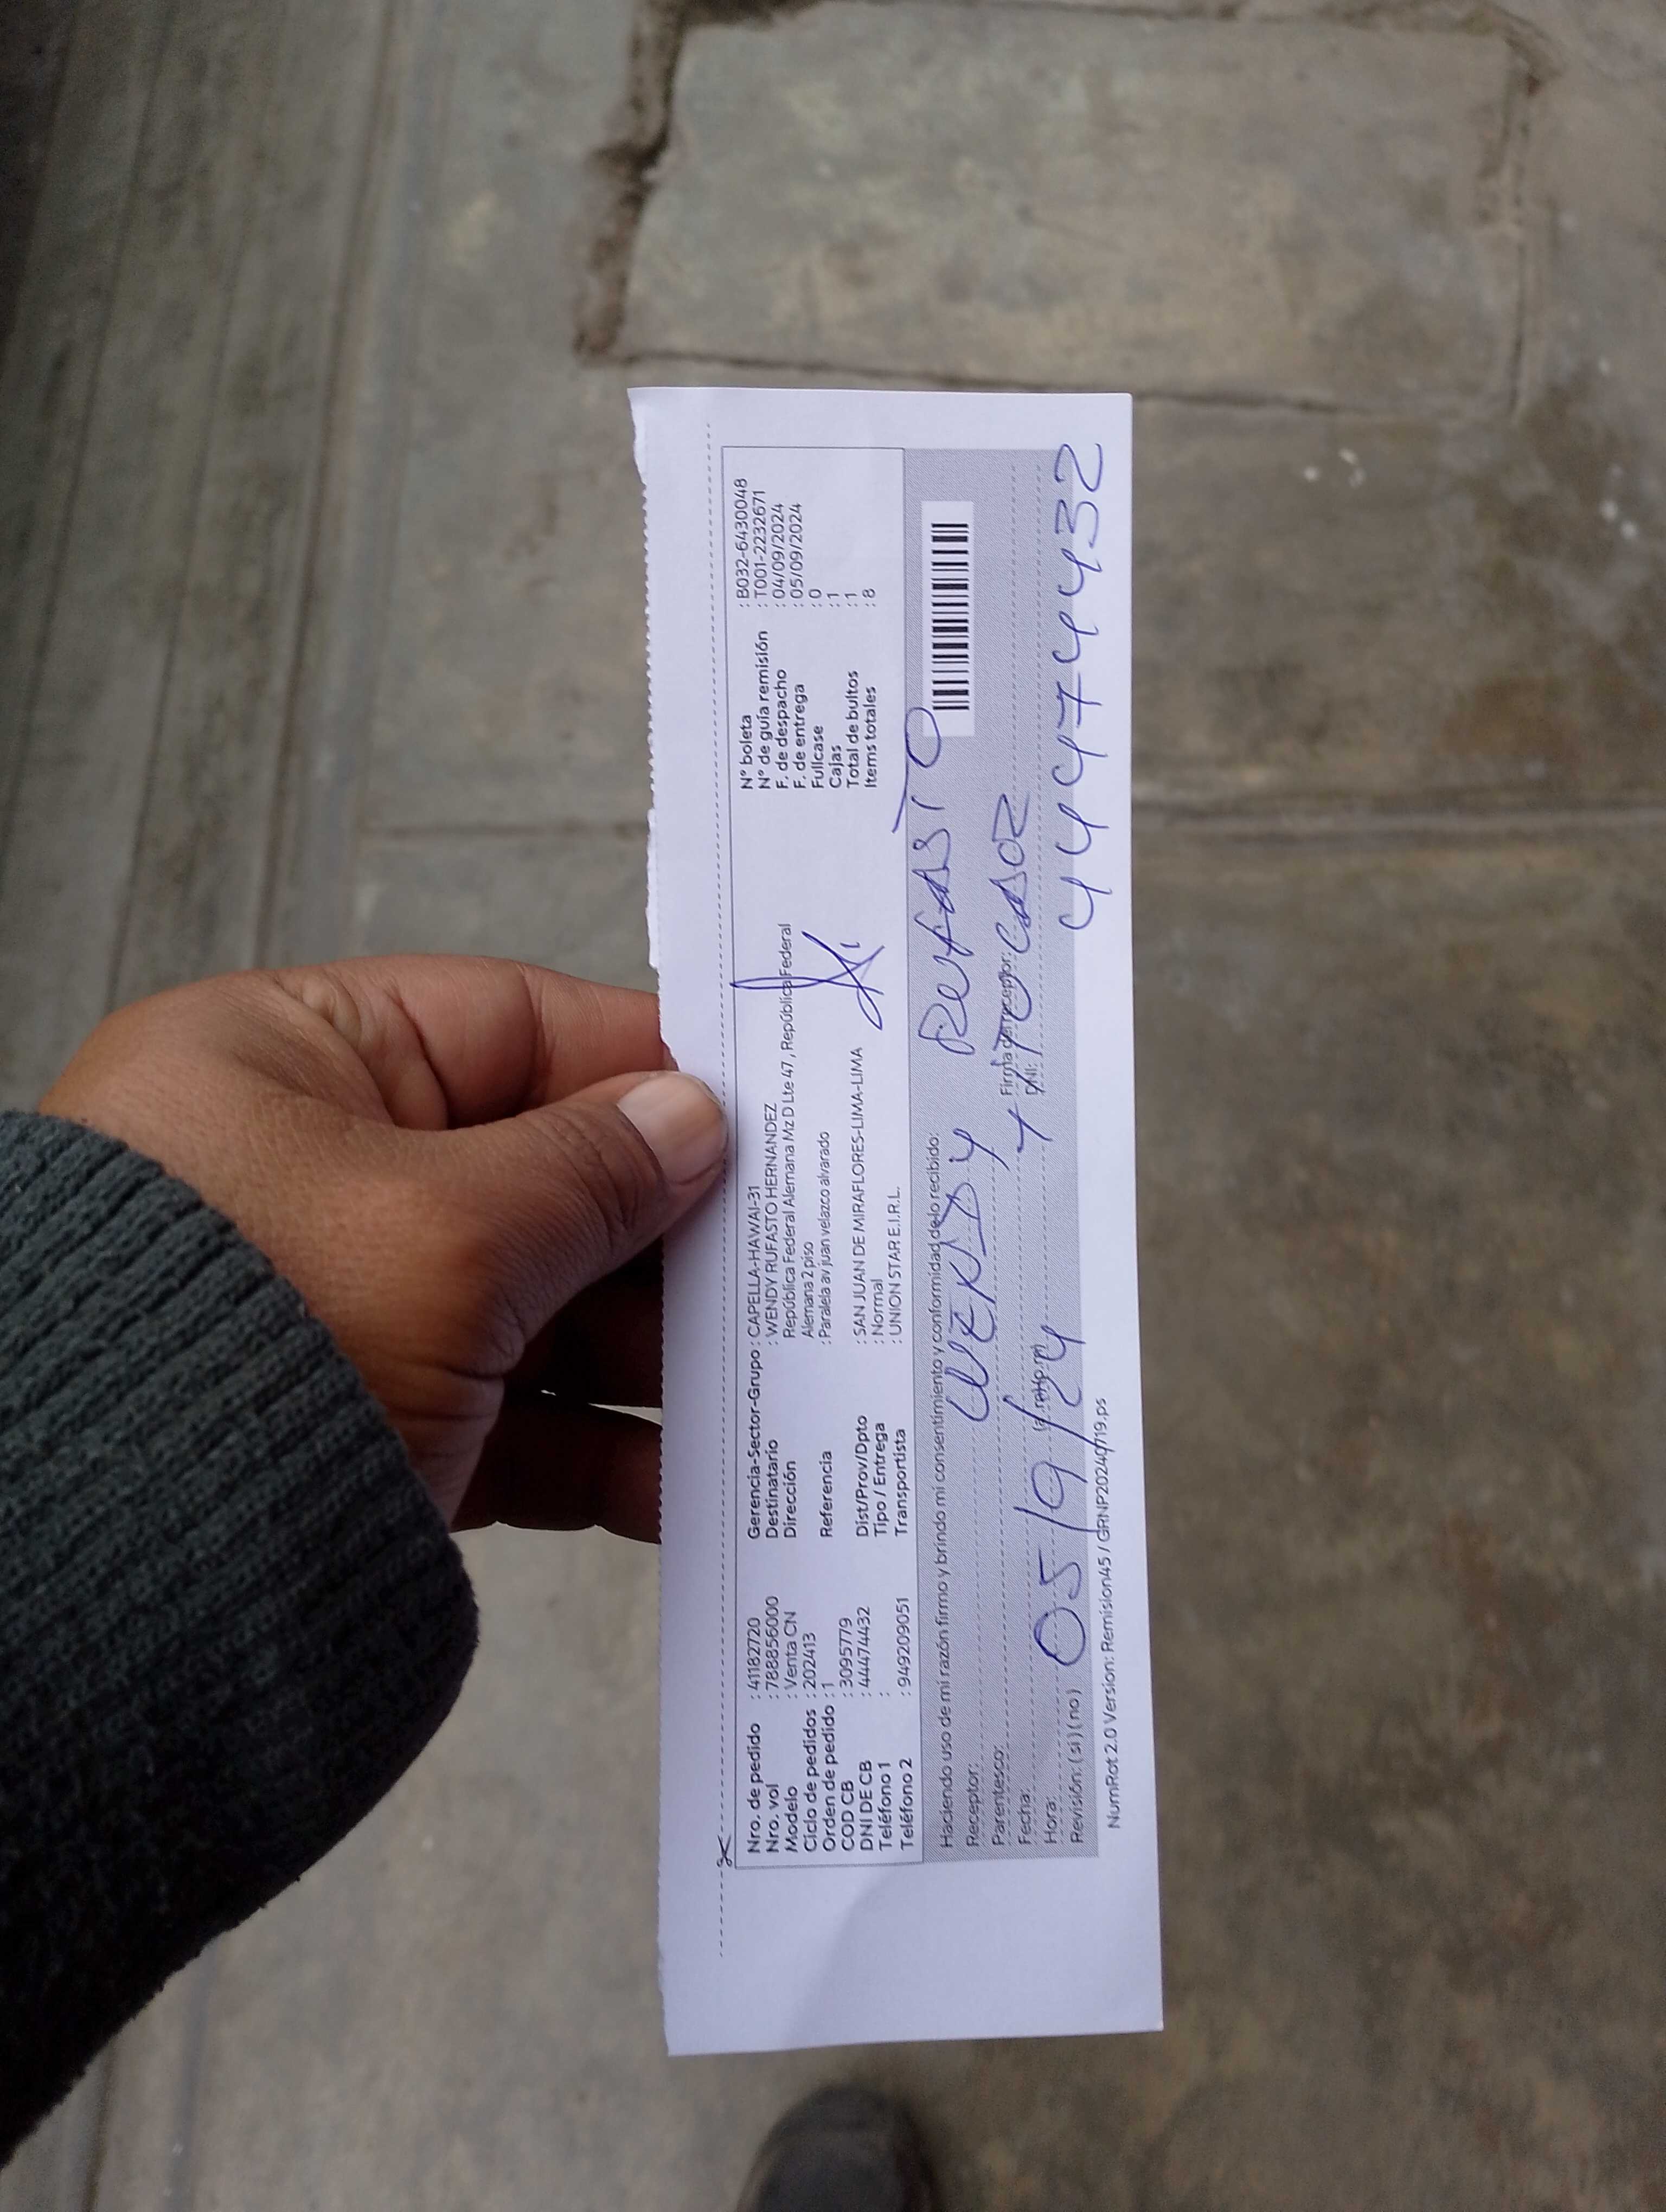 Nro. de pedido : 41182720
Nro. vol : 788856000
Modelo : Venta CN
Ciclo de pedidos : 202413
Orden de pedido : 1
COD CB : 3095779
DNI DE CB : 44474432
Teléfono 1 :
Teléfono 2 : 949209051
Gerencia-Sector-Grupo : CAPELLA-HAWAI-31
Destinatario : WENDY RUFASTO HERNANDEZ
Dirección República Federal Alemana Mz D Lte 47 , República Federal
Alemana 2 piso
Referencia : Paralela av juan velazco alvarado
Dist/Prov/Dpto : SAN JUAN DE MIRAFLORES-LIMA-LIMA
Tipo / Entrega : Normal
Transportista : UNION STAR E.I.R.L.
N° boleta : B032-6430048
N° de guía remisión : T001-2232671
F. de despacho : 04/09/2024
F. de entrega : 05/09/2024
Fullcase : 0
Cajas : 1
Total de bultos : 1
Items totales : 8
Haciendo uso de mi razón firmo y brindo mi consentimiento y conformidad de lo recibido:
Receptor: WENDY RUFASTO
Parentesco:
Fecha: 05/9/24
Hora: (a.m./p.m)
Revisión: ( si ) ( no )
Firma del receptor:
DNI: 44474432
NumRot 2.0 Version: Remision45 / GRNP20240719.ps